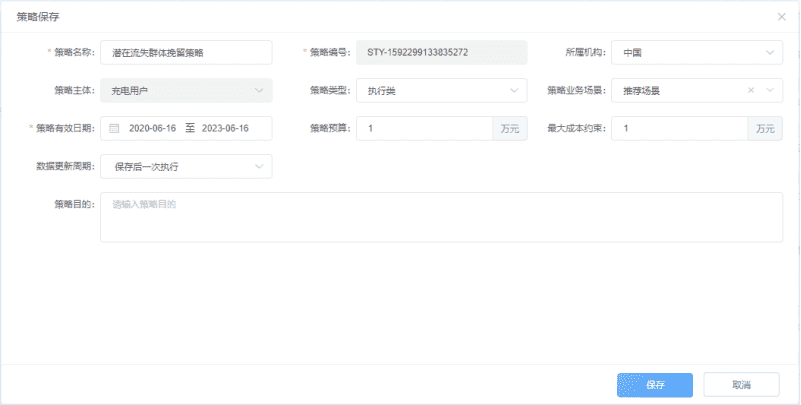 策略保存
* 策略名称： 潜在流失群体挽留策略 * 策略编号： STY-1592299133835272 所属机构： 中国
策略主体： 充电用户 策略类型： 执行类 策略业务场景： 推荐场景
* 策略有效日期： 2020-06-16 至 2023-06-16 策略预算： 1 万元 最大成本约束： 1 万元
数据更新周期： 保存后一次执行
策略目的： 请输入策略目的
保存 取消